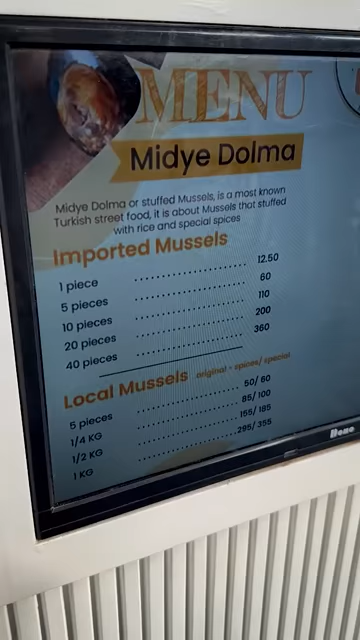 MENU
Midye Dolma
Midye Dolma or stuffed Mussels, is a most known
Turkish street food, it is about Mussels thot stuffed
with rice and special spices
Imported Mussels
1 piece ........................ 12.50
5 pieces ........................ 60
10 pieces ........................ 110
20 pieces ........................ 200
40 pieces ........................ 360
Local Mussels original - spices/ special
5 pieces ........................ 50/ 60
1/4 KG ........................ 85/ 100
1/2 KG ........................ 155/ 185
1 KG ........................ 295/ 355